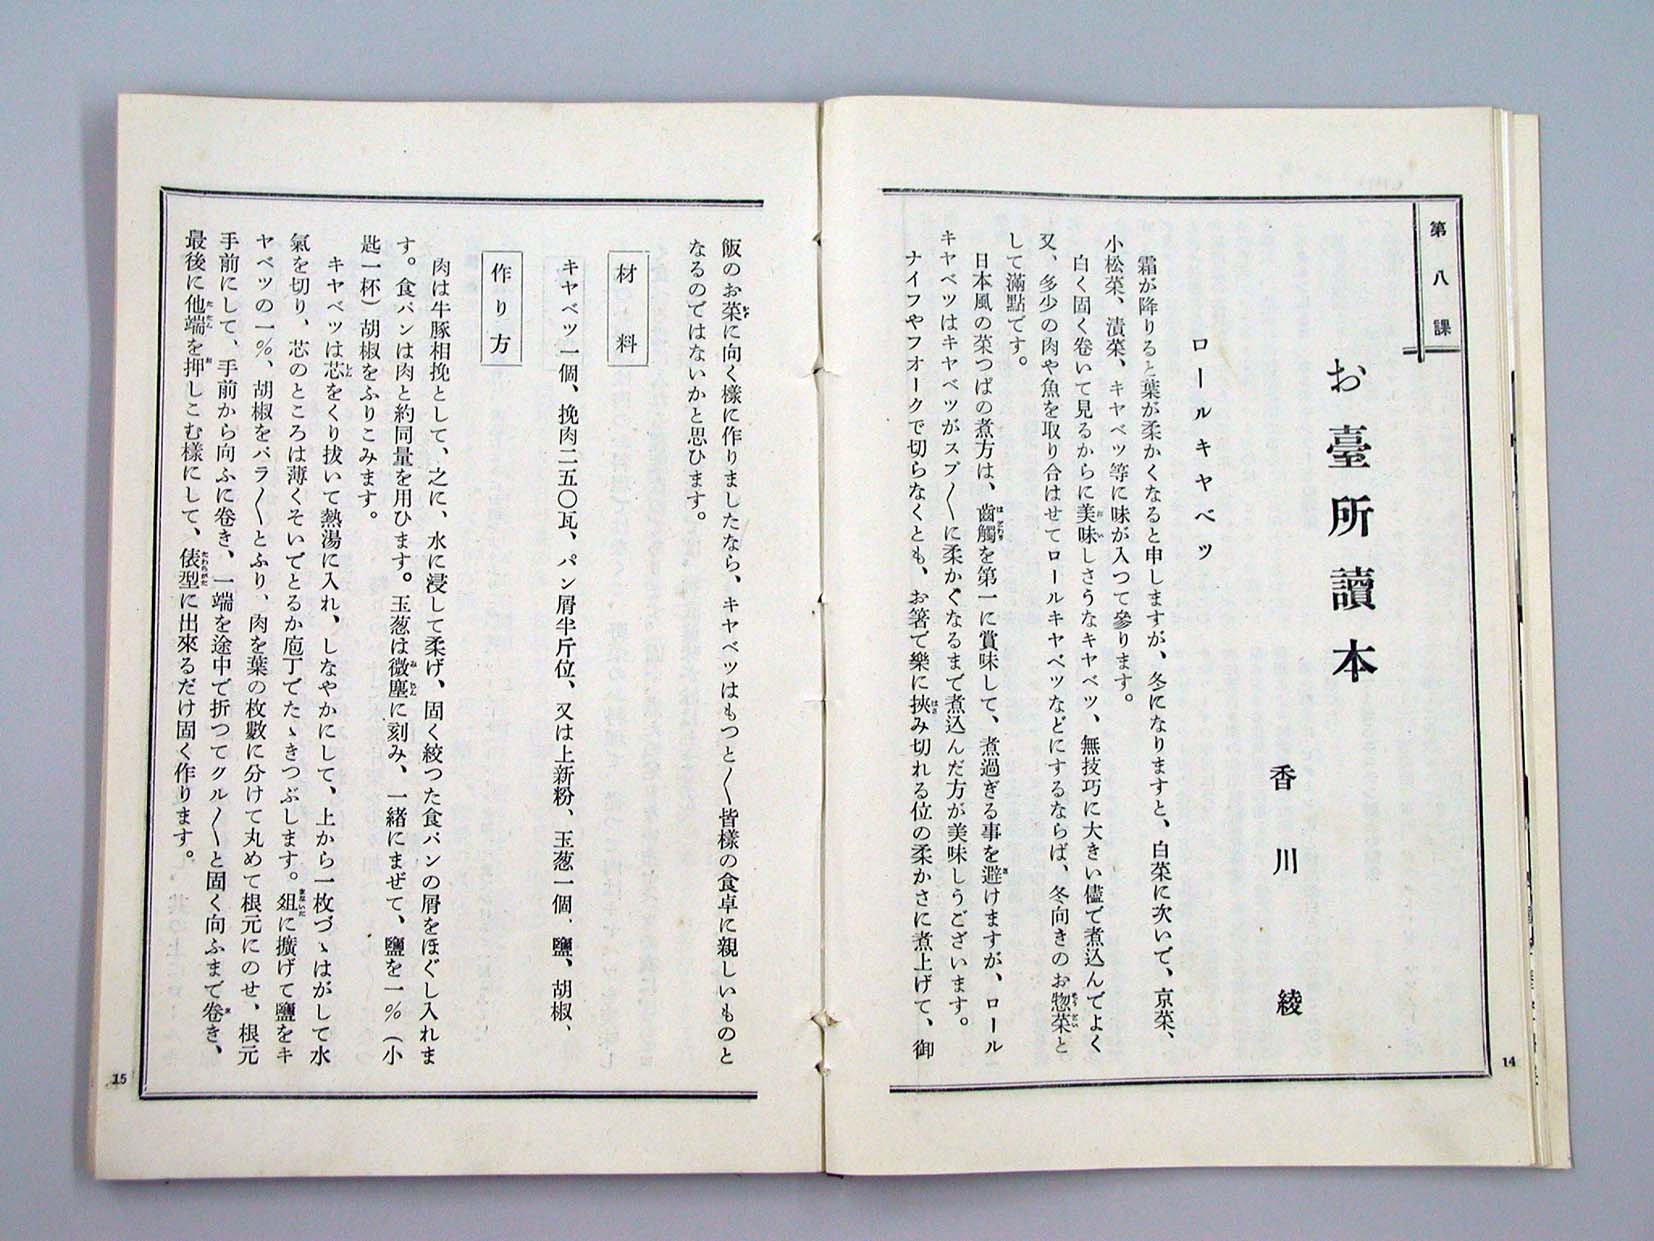 第八課
お臺所讀本
香川 綾
ロールキヤベツ
霜が降りると葉が柔かくなると申しますが、冬になりますと、白菜に次いで、京菜、
小松菜、漬菜、キヤベツ等に味が入つて參ります。
白く固く卷いて見るからに美味しさうなキヤベツ、無技巧に大きい儘で煮込んでよく
又、多少の肉や魚を取り合はせてロールキヤベツなどにするならば、冬向きのお惣菜と
して滿點です。
日本風の菜つぱの煮方は、齒觸を第一に賞味して、煮過ぎる事を避けますが、ロール
キヤベツはキヤベツがスプ〳〵に柔かくなるまで煮込んだ方が美味しうございます。
ナイフやフオークで切らなくとも、お箸で樂に挾み切れる位の柔かさに煮上げて、御
14
飯のお菜に向く樣に作りましたなら、キヤベツはもつと〳〵皆樣の食卓に親しいものと
なるのではないかと思ひます。
材料
キヤベツ一個、挽肉二五〇瓦、パン屑半斤位、又は上新粉、玉葱一個、鹽、胡椒、
作り方
肉は牛豚相挽として、之に、水に浸して柔げ、固く絞つた食パンの屑をほぐし入れま
す。食パンは肉と約同量を用ひます。玉葱は微塵に刻み、一緒にまぜて、鹽を一％（小
匙一杯）胡椒をふりこみます。
キヤベツは芯をくり拔いて熱湯に入れ、しなやかにして、上から一枚づゝはがして水
氣を切り、芯のところは薄くそいでとるか庖丁でたゝきつぶします。俎に擴げて鹽をキ
ヤベツの一％、胡椒をバラ〳〵とふり、肉を葉の枚數に分けて丸めて根元にのせ、根元
手前にして、手前から向ふに卷き、一端を途中で折つてグル〳〵と固く向ふまで卷き、
最後に他端を押しこむ樣にして、俵型に出來るだけ固く作ります。
15